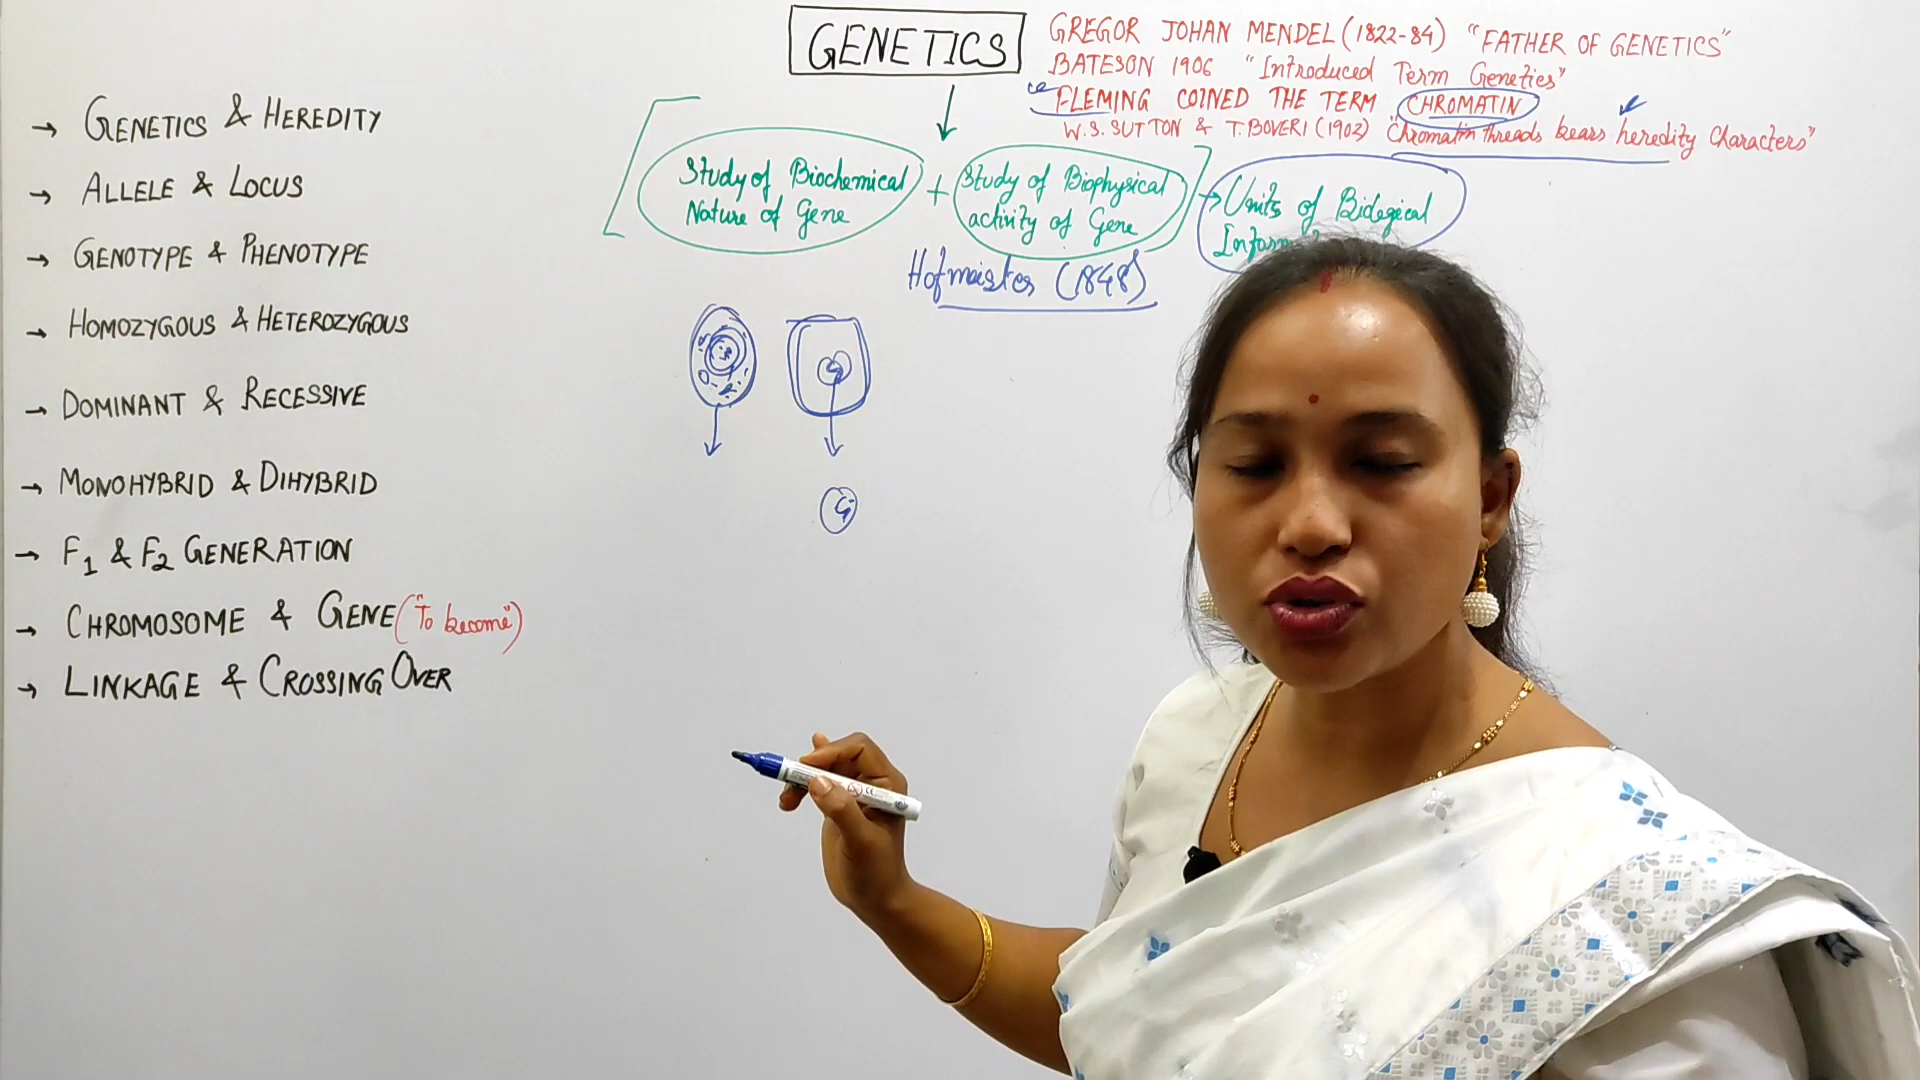 GENETICS
GREGOR JOHAN MENDEL (1822-84) "FATHER OF GENETICS"
BATESON 1906 "Introduced Term Genetics"
FLEMING COINED THE TERM CHROMATIN
W.S. SUTTON & T. BOVERI (1902) "Chromatin threads bears heredity characters"
Study of Biochemical
Nature of Gene
+
Study of Biophysical
activity of Gene
Units of Biological
Hofmeister (1848)
→ GENETICS & HEREDITY
→ ALLELE & LOCUS
→ GENOTYPE & PHENOTYPE
→ HOMOZYGOUS & HETEROZYGOUS
→ DOMINANT & RECESSIVE
→ MONOHYBRID & DIHYBRID
→ F1 & F2 GENERATION
→ CHROMOSOME & GENE ("To become")
→ LINKAGE & CROSSING OVER